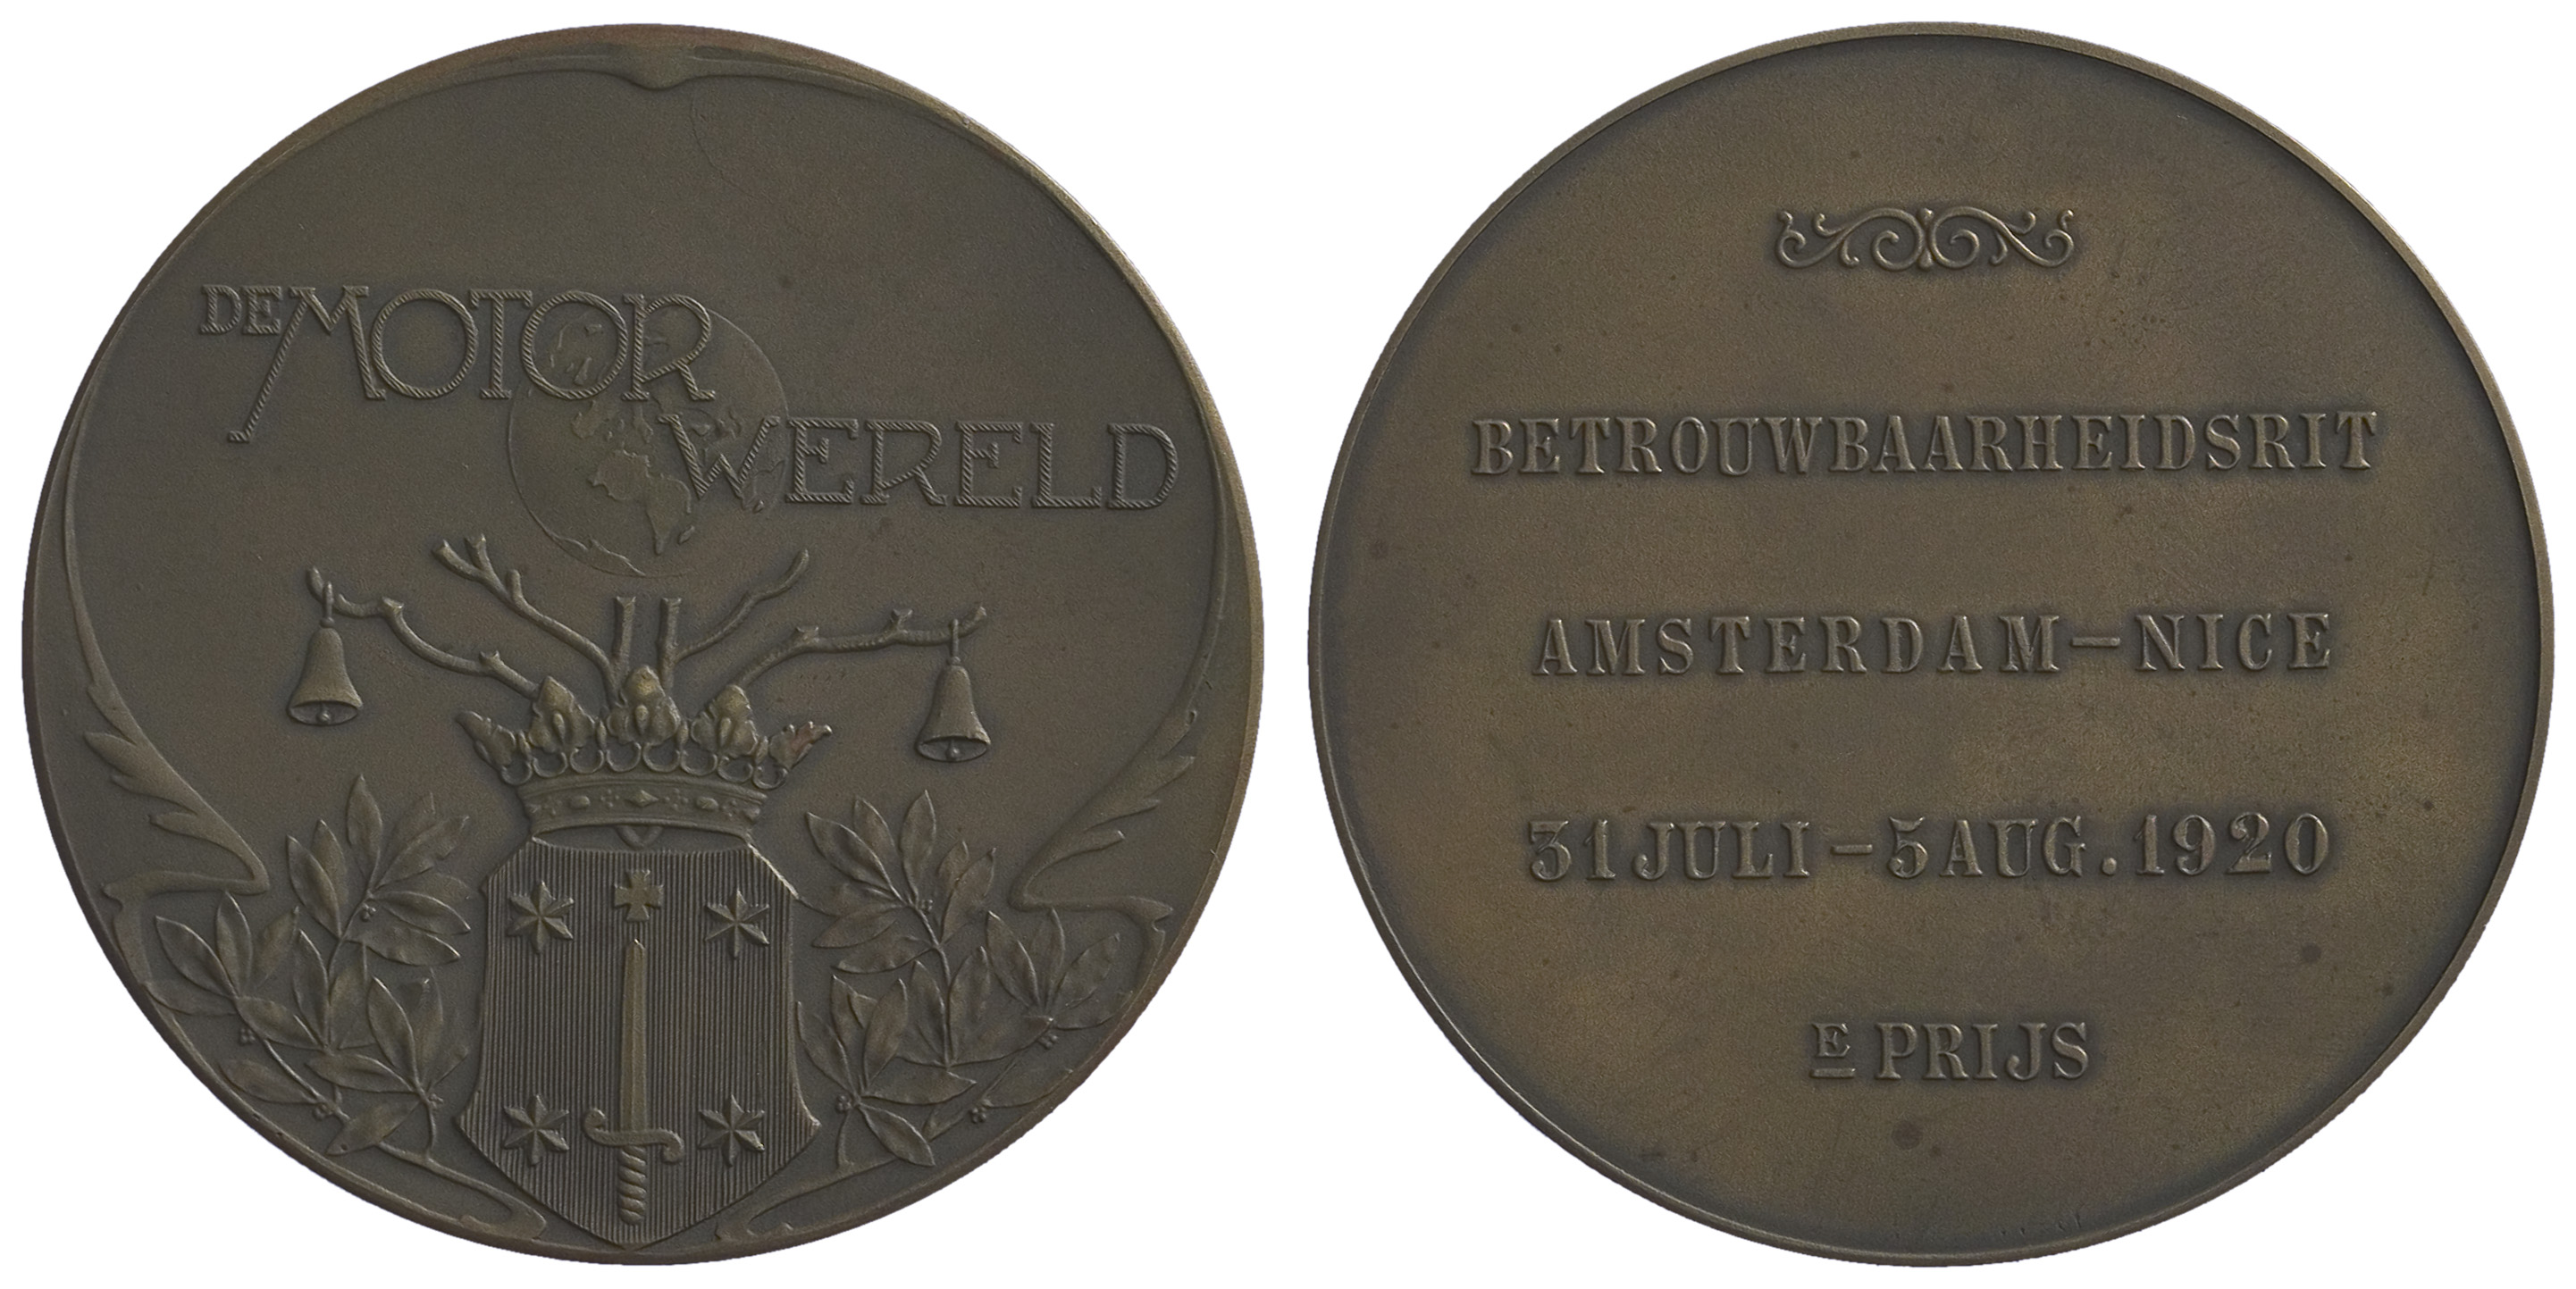 DE MOTOR
WERELD
BETROUWBAARHEIDSRIT
AMSTERDAM–NICE
31 JULI – 5 AUG. 1920
E PRIJS